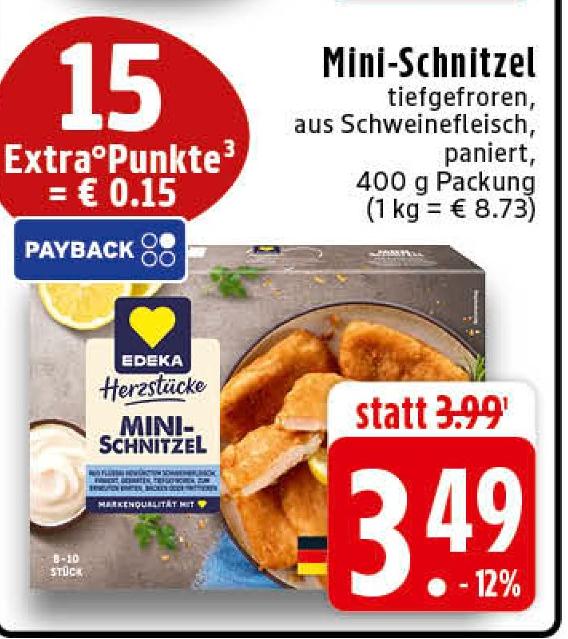 15
Extra°Punkte³
= € 0.15
PAYBACK
Mini-Schnitzel
tiefgefroren,
aus Schweinefleisch,
paniert,
400 g Packung
(1 kg = € 8.73)
EDEKA
Herzstücke
MINI-
SCHNITZEL
MARKENQUALITÄT MIT
8-10
STÜCK
statt 3.99¹
3.49
- 12%